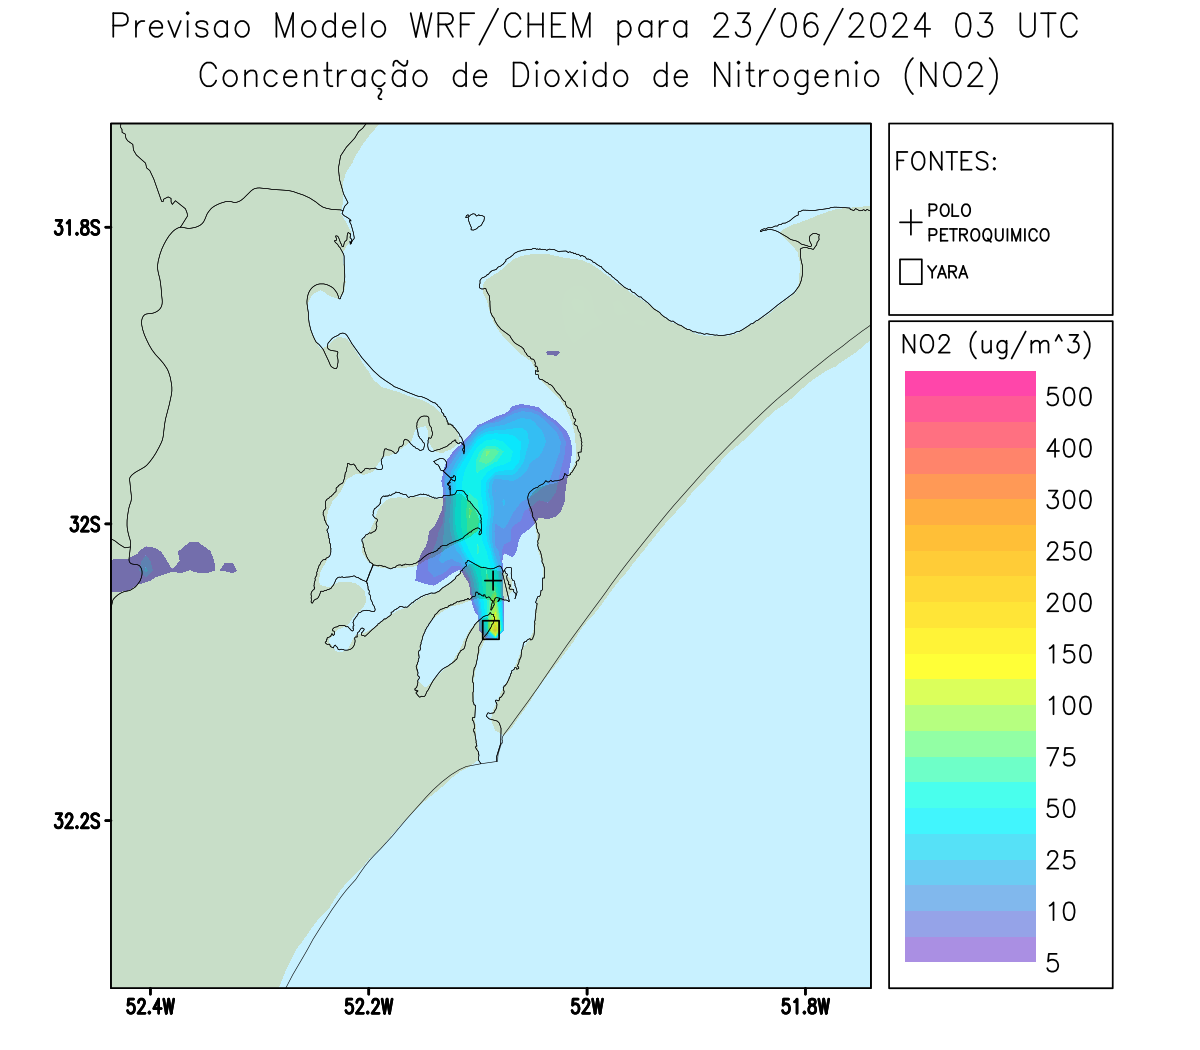 Previsao Modelo WRF/CHEM para 23/06/2024 03 UTC
Concentração de Dioxido de Nitrogenio (NO2)
FONTES:
POLO
PETROQUIMICO
YARA
NO2 (ug/m^3)
500
400
300
250
200
150
100
75
50
25
10
5
31.8S
32S
32.2S
52.4W
52.2W
52W
51.8W